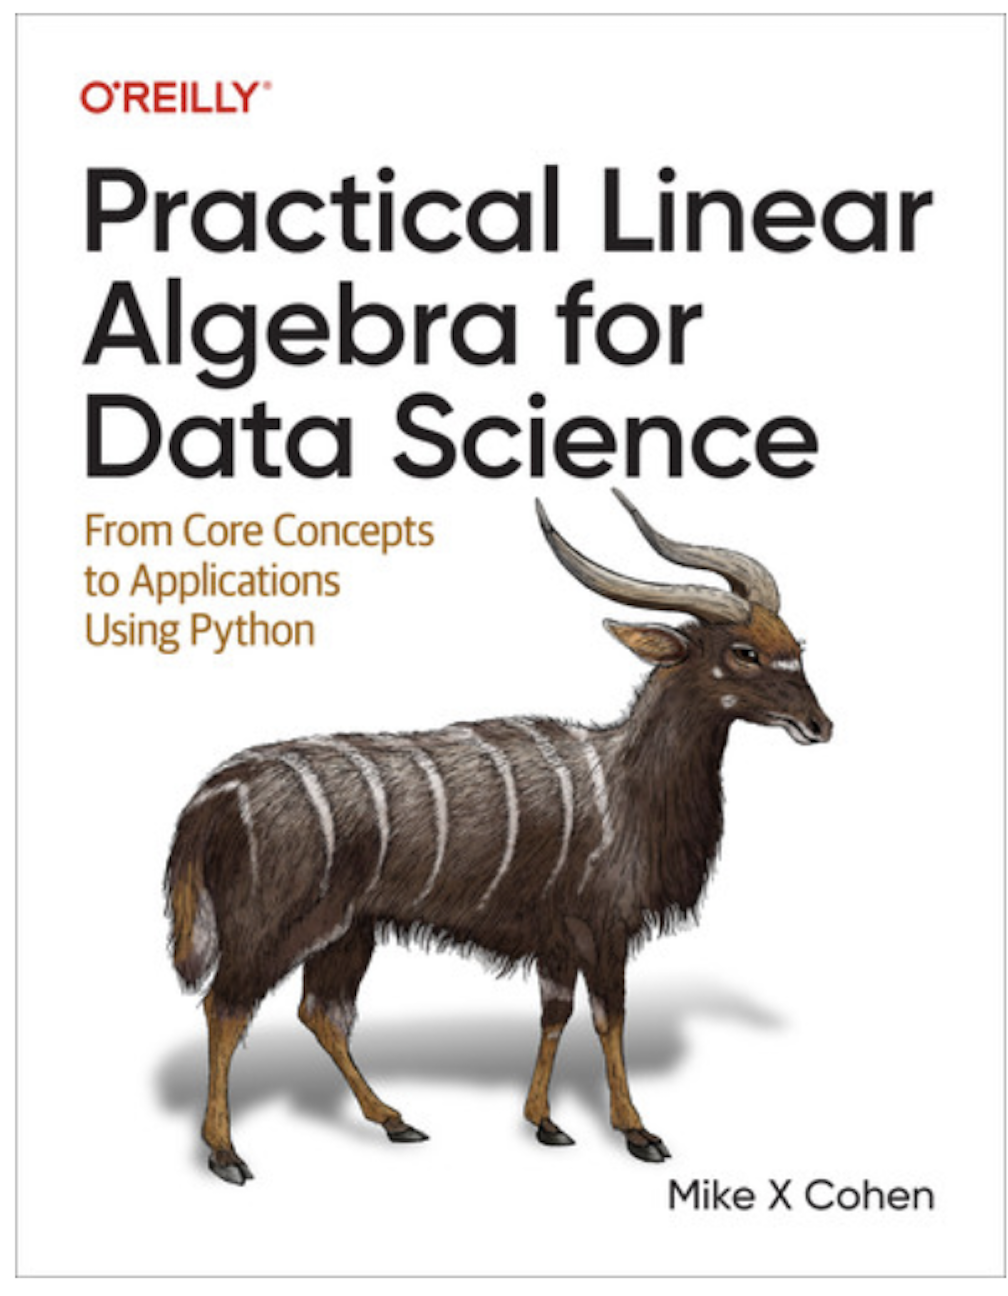 O'REILLY®
Practical Linear
Algebra for
Data Science
From Core Concepts
to Applications
Using Python
Mike X Cohen